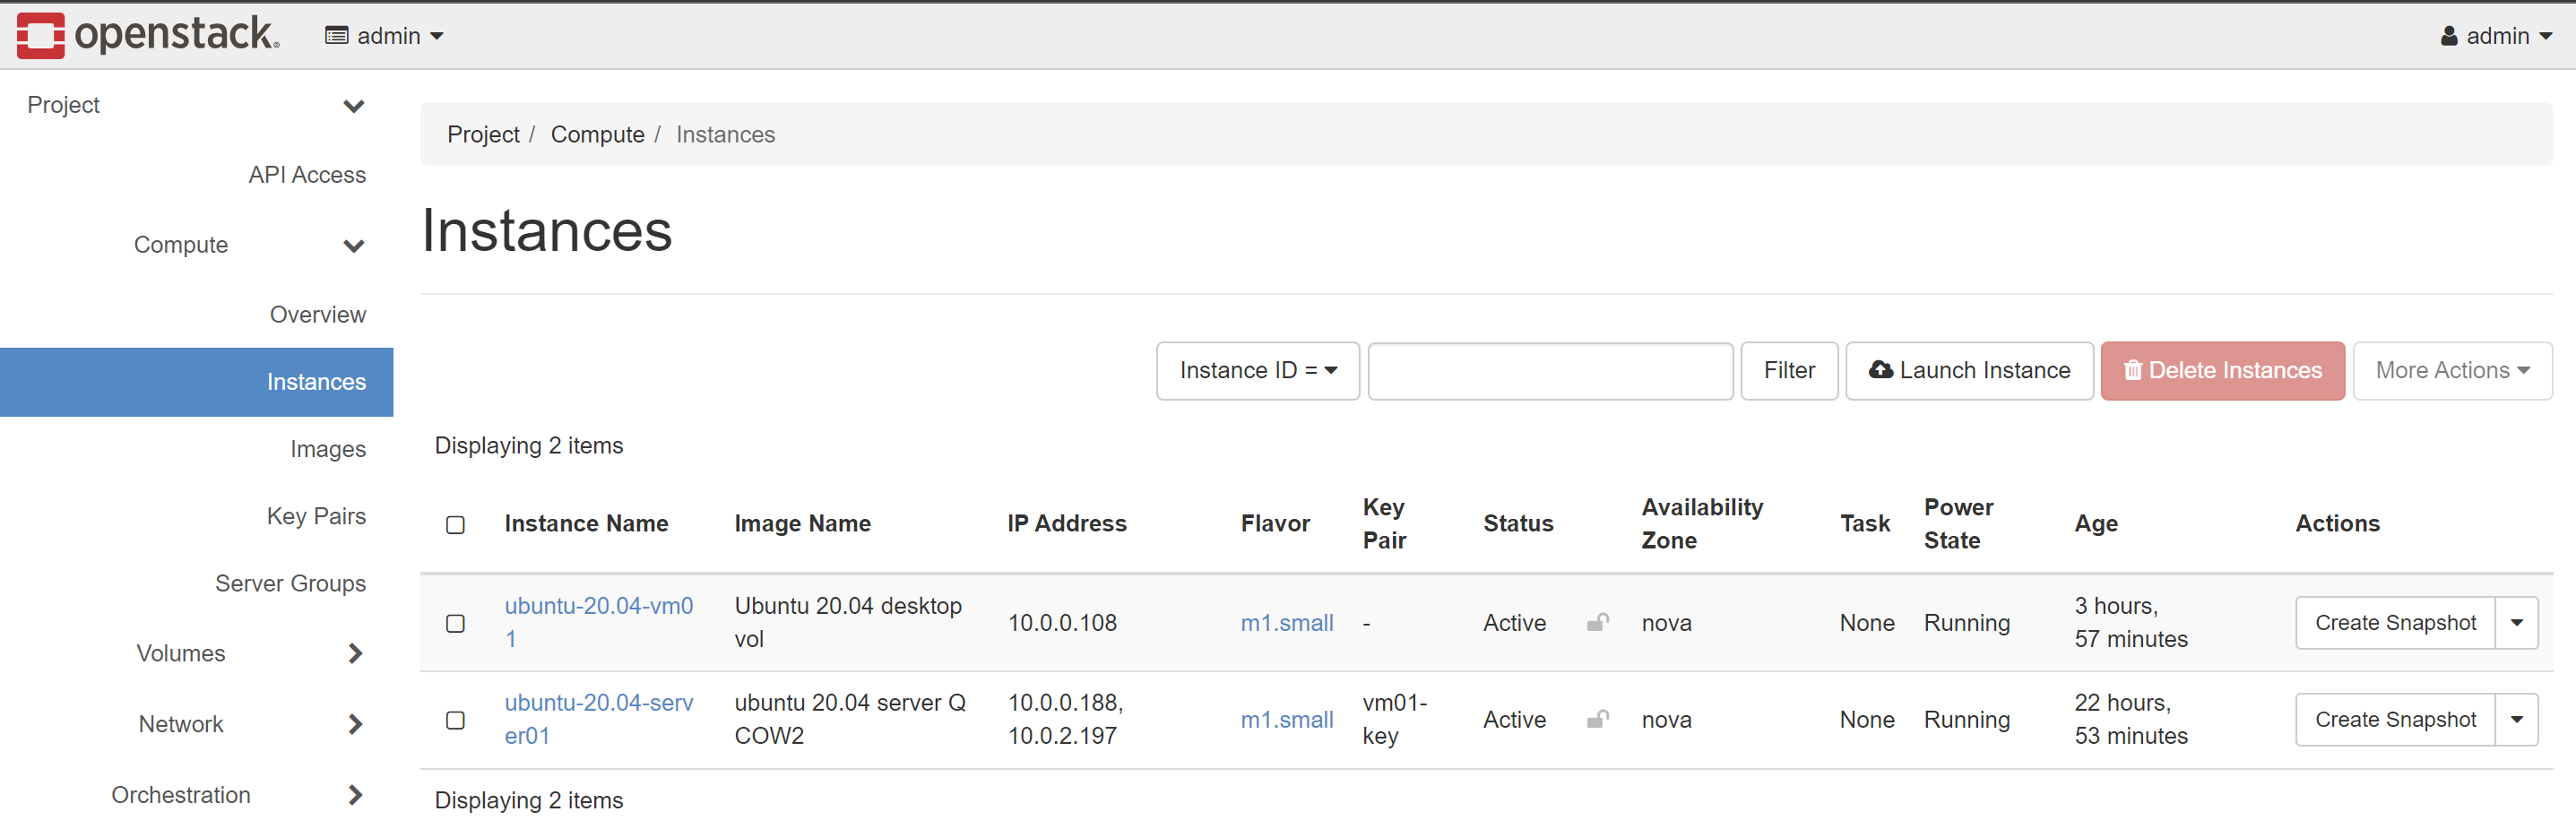 openstack.
admin
admin
Project
API Access
Compute
Overview
Instances
Images
Key Pairs
Server Groups
Volumes
Network
Orchestration
Project / Compute / Instances
Instances
Instance ID =
Filter
Launch Instance
Delete Instances
More Actions
Displaying 2 items
Instance Name
Image Name
IP Address
Flavor
Key
Pair
Status
Availability
Zone
Task
Power
State
Age
Actions
ubuntu-20.04-vm0
1
Ubuntu 20.04 desktop
vol
10.0.0.108
m1.small
-
Active
nova
None
Running
3 hours,
57 minutes
Create Snapshot
ubuntu-20.04-serv
er01
ubuntu 20.04 server Q
COW2
10.0.0.188,
10.0.2.197
m1.small
vm01-
key
Active
nova
None
Running
22 hours,
53 minutes
Create Snapshot
Displaying 2 items